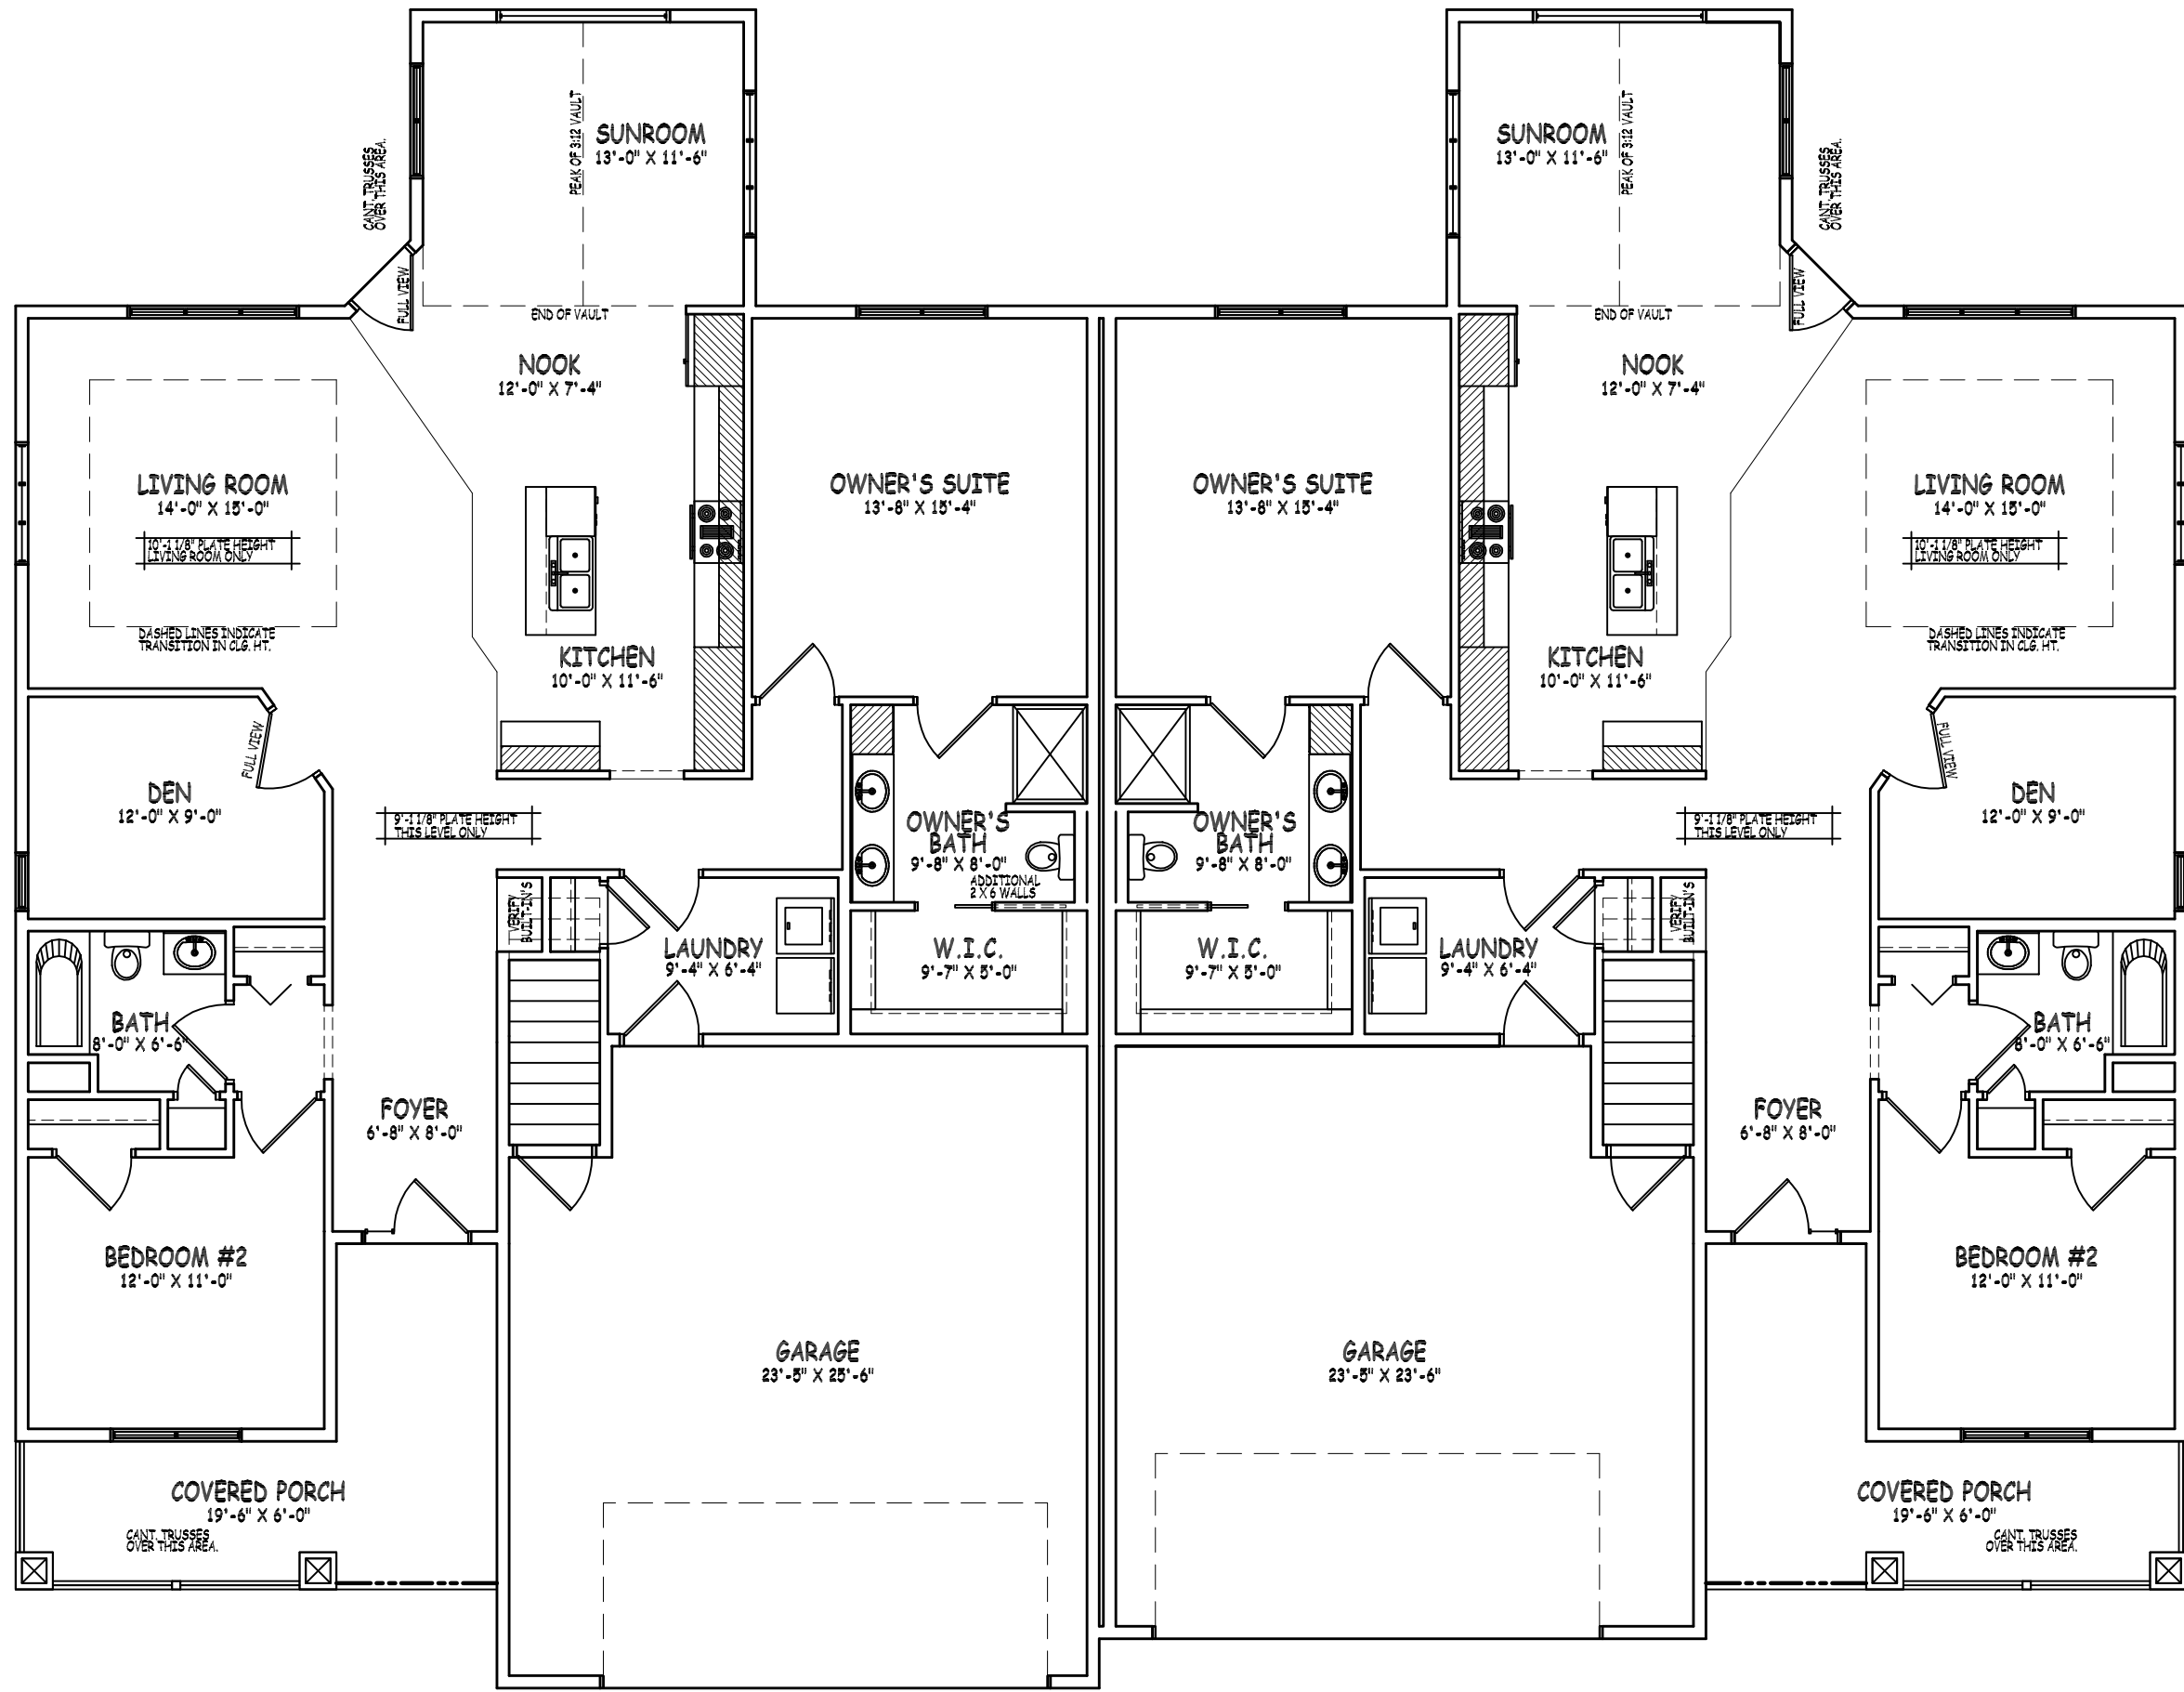 SUNROOM
13'-0" X 11'-6"
PEAK OF 3:12 VAULT
CANT. TRUSSES
OVER THIS AREA.
FULL VIEW
END OF VAULT
NOOK
12'-0" X 7'-4"
LIVING ROOM
14'-0" X 15'-0"
10'-1 1/8" PLATE HEIGHT
LIVING ROOM ONLY
DASHED LINES INDICATE
TRANSITION IN CLG. HT.
OWNER'S SUITE
13'-8" X 15'-4"
KITCHEN
10'-0" X 11'-6"
FULL VIEW
DEN
12'-0" X 9'-0"
9'-1 1/8" PLATE HEIGHT
THIS LEVEL ONLY
OWNER'S
BATH
9'-8" X 8'-0"
ADDITIONAL
2 X 6 WALLS
VERIFY
BUILT-IN'S
LAUNDRY
9'-4" X 6'-4"
W.I.C.
9'-7" X 5'-0"
BATH
8'-0" X 6'-6"
FOYER
6'-8" X 8'-0"
BEDROOM #2
12'-0" X 11'-0"
GARAGE
23'-5" X 25'-6"
COVERED PORCH
19'-6" X 6'-0"
CANT. TRUSSES
OVER THIS AREA.
SUNROOM
13'-0" X 11'-6"
PEAK OF 3:12 VAULT
CANT. TRUSSES
OVER THIS AREA.
FULL VIEW
END OF VAULT
NOOK
12'-0" X 7'-4"
OWNER'S SUITE
13'-8" X 15'-4"
LIVING ROOM
14'-0" X 15'-0"
10'-1 1/8" PLATE HEIGHT
LIVING ROOM ONLY
DASHED LINES INDICATE
TRANSITION IN CLG. HT.
KITCHEN
10'-0" X 11'-6"
FULL VIEW
DEN
12'-0" X 9'-0"
9'-1 1/8" PLATE HEIGHT
THIS LEVEL ONLY
OWNER'S
BATH
9'-8" X 8'-0"
VERIFY
BUILT-IN'S
W.I.C.
9'-7" X 5'-0"
LAUNDRY
9'-4" X 6'-4"
BATH
8'-0" X 6'-6"
FOYER
6'-8" X 8'-0"
BEDROOM #2
12'-0" X 11'-0"
GARAGE
23'-5" X 23'-6"
COVERED PORCH
19'-6" X 6'-0"
CANT. TRUSSES
OVER THIS AREA.